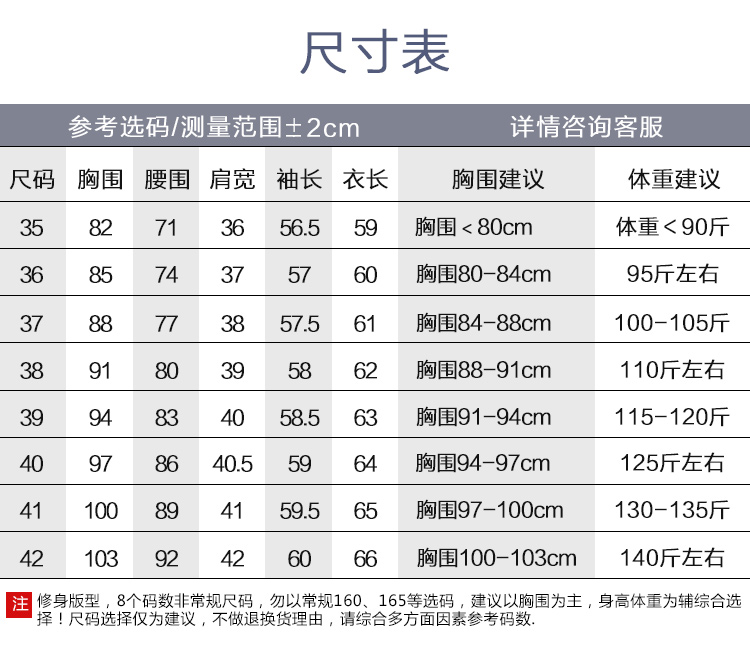 尺寸表
参考选码/测量范围±2cm 详情咨询客服
尺码 胸围 腰围 肩宽 袖长 衣长 胸围建议 体重建议
35 82 71 36 56.5 59 胸围<80cm 体重<90斤
36 85 74 37 57 60 胸围80-84cm 95斤左右
37 88 77 38 57.5 61 胸围84-88cm 100-105斤
38 91 80 39 58 62 胸围88-91cm 110斤左右
39 94 83 40 58.5 63 胸围91-94cm 115-120斤
40 97 86 40.5 59 64 胸围94-97cm 125斤左右
41 100 89 41 59.5 65 胸围97-100cm 130-135斤
42 103 92 42 60 66 胸围100-103cm 140斤左右
注 修身版型，8个码数非常规尺码，勿以常规160、165等选码，建议以胸围为主，身高体重为辅综合选
择！尺码选择仅为建议，不做退换货理由，请综合多方面因素参考码数.